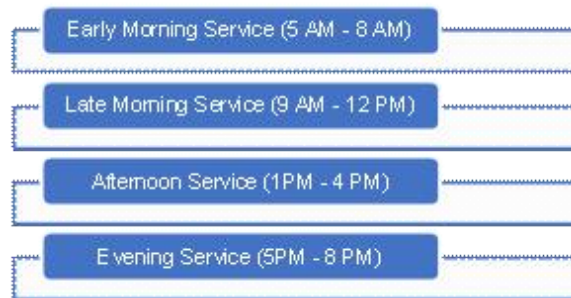 Early Morning Service (5 AM - 8 AM)
Late Morning Service (9 AM - 12 PM)
Afternoon Service (1PM - 4 PM)
Evening Service (5PM - 8 PM)